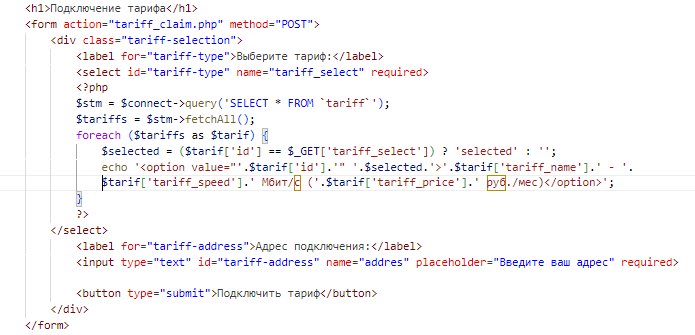 <h1>Подключение тарифа</h1>
<form action="tariff_claim.php" method="POST">
<div class="tariff-selection">
<label for="tariff-type">Выберите тариф:</label>
<select id="tariff-type" name="tariff_select" required>
<?php
$stm = $connect->query('SELECT * FROM `tariff`');
$tariffs = $stm->fetchAll();
foreach ($tariffs as $tarif) {
$selected = ($tarif['id'] == $_GET['tariff_select']) ? 'selected' : '';
echo '<option value="'.$tarif['id'].'" '.$selected.'>'.$tarif['tariff_name'].' - '.
$tarif['tariff_speed'].' Мбит/с ('.$tarif['tariff_price'].' руб./мес)</option>';
}
?>
</select>
<label for="tariff-address">Адрес подключения:</label>
<input type="text" id="tariff-address" name="addres" placeholder="Введите ваш адрес" required>
<button type="submit">Подключить тариф</button>
</div>
</form>